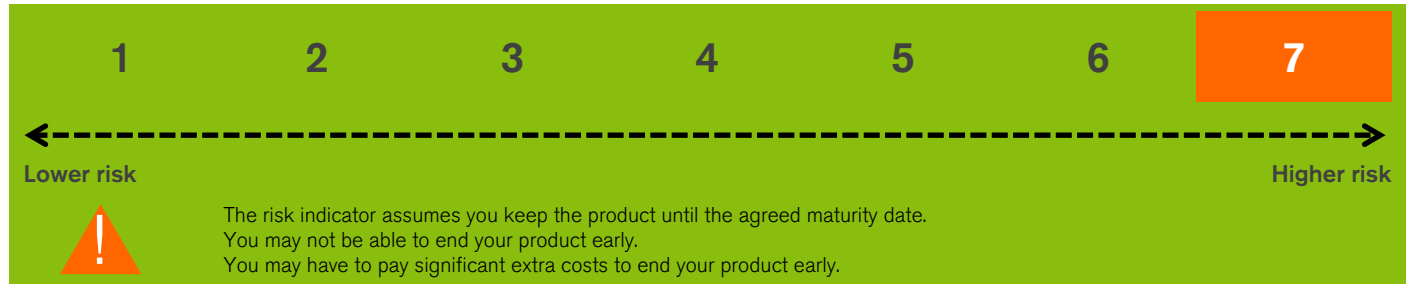 1 2 3 4 5 6 7
Lower risk Higher risk
!
The risk indicator assumes you keep the product until the agreed maturity date.
You may not be able to end your product early.
You may have to pay significant extra costs to end your product early.